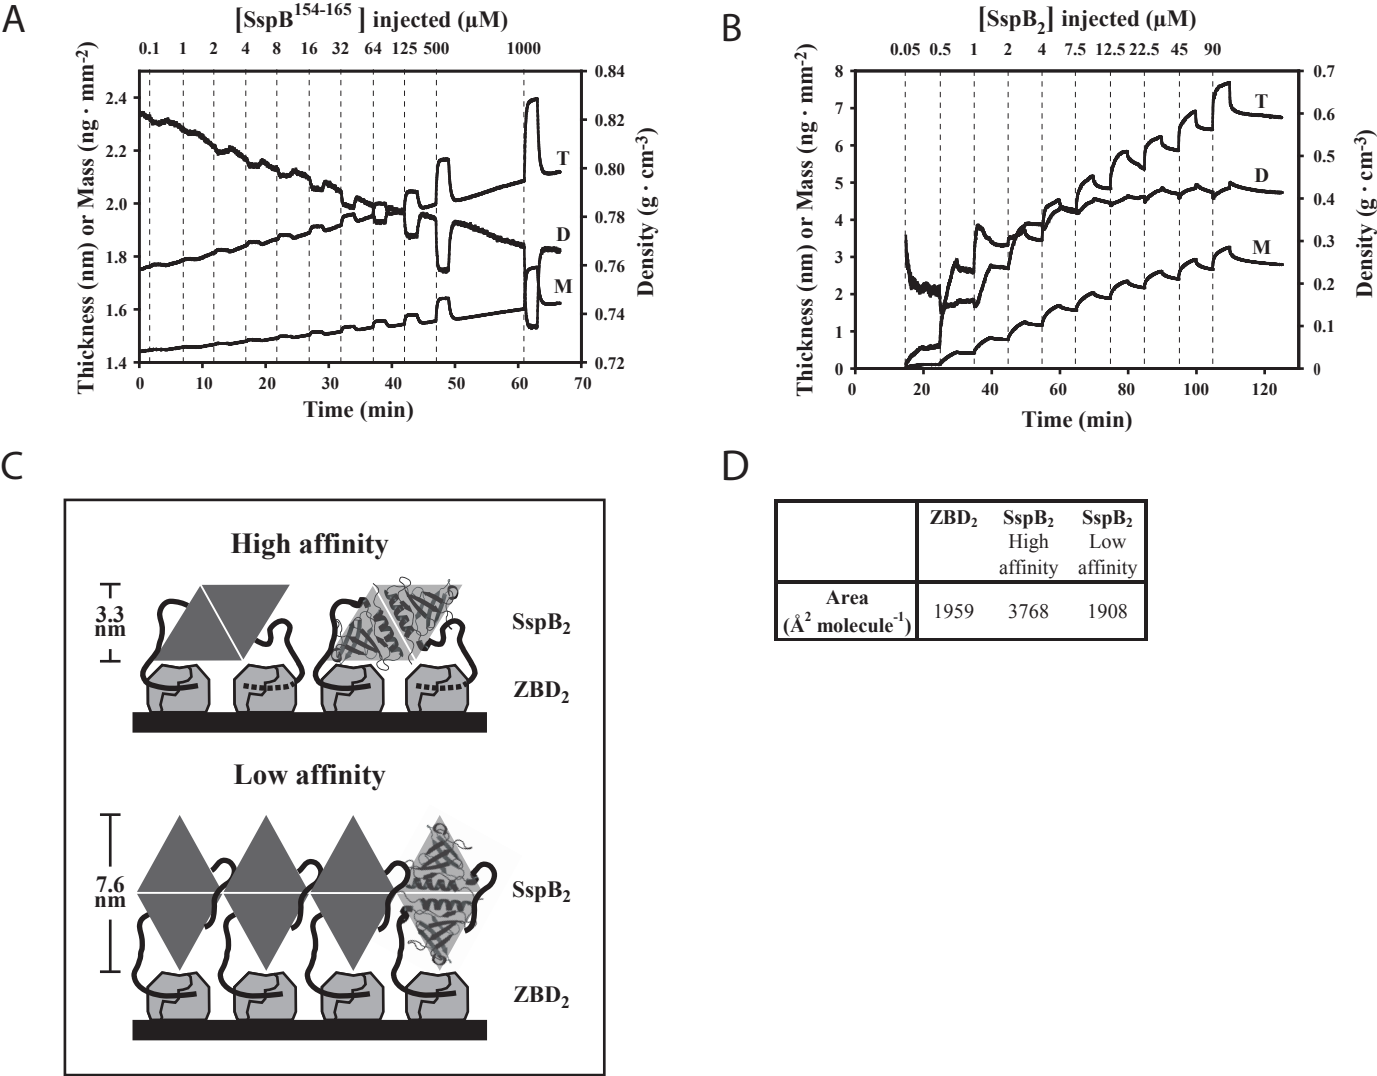 A
[SspB154-165] injected (µM)
0.1 1 2 4 8 16 32 64 125 500 1000
Thickness (nm) or Mass (ng · mm-2)
2.4
2.2
2.0
1.8
1.6
1.4
0.84
0.82
0.80
0.78
0.76
0.74
0.72
Density (g · cm-3)
T
D
M
0 10 20 30 40 50 60 70
Time (min)
B
[SspB2] injected (µM)
0.05 0.5 1 2 4 7.5 12.5 22.5 45 90
Thickness (nm) or Mass (ng · mm-2)
8
7
6
5
4
3
2
1
0
0.7
0.6
0.5
0.4
0.3
0.2
0.1
0
Density (g · cm-3)
T
D
M
0 20 40 60 80 100 120
Time (min)
C
High affinity
3.3
nm
SspB2
ZBD2
Low affinity
7.6
nm
SspB2
ZBD2
D
ZBD2 SspB2 SspB2
High Low
affinity affinity
Area
(Å2 molecule-1) 1959 3768 1908